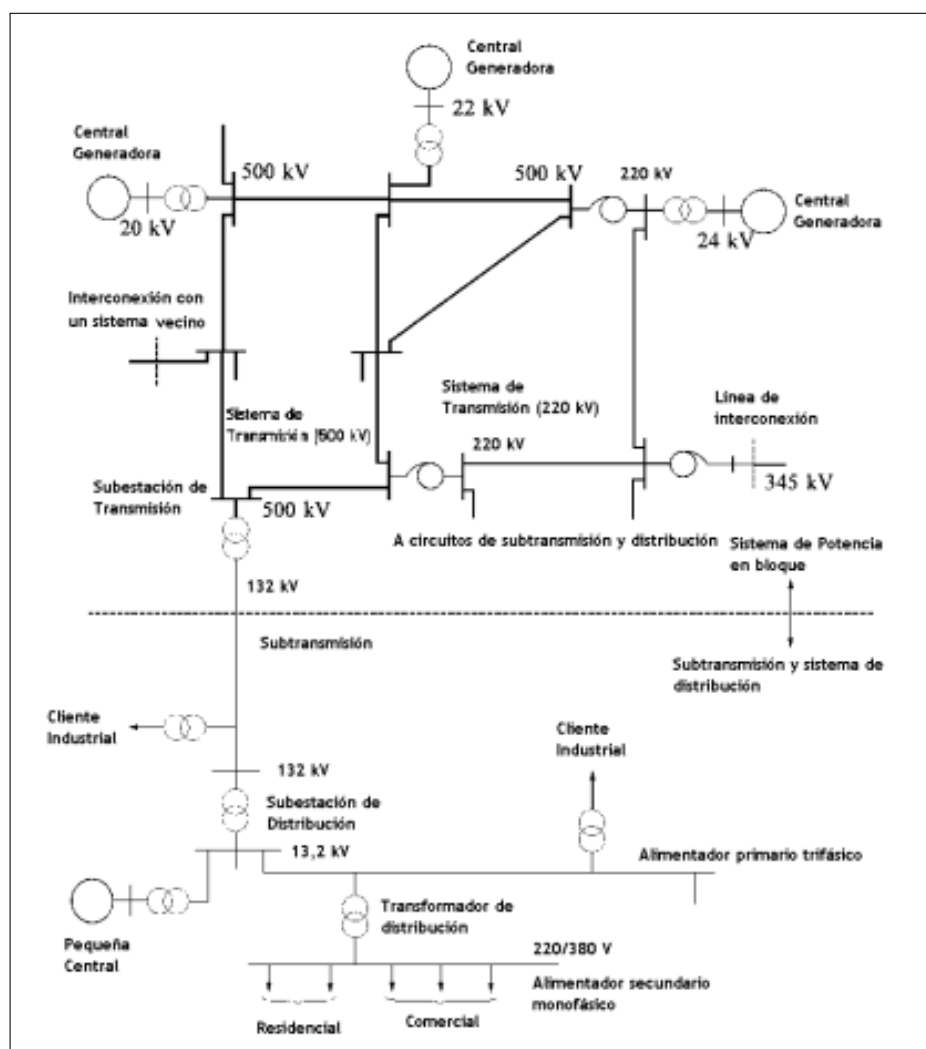 Central
Generadora
22 kV
Central
Generadora
500 kV
500 kV
220 kV
Central
Generadora
20 kV
24 kV
Interconexión con
un sistema vecino
Sistema de
Transmisión (220 kV)
Línea de
interconexión
Sistema de
Transmisión (500 kV)
220 kV
345 kV
Subestación de
Transmisión
500 kV
A circuitos de subtransmisión y distribución
Sistema de Potencia
en bloque
132 kV
Subtransmisión
Subtransmisión y sistema de
distribución
Cliente
Industrial
Cliente
Industrial
132 kV
Subestación de
Distribución
13,2 kV
Alimentador primario trifásico
Transformador de
distribución
Pequeña
Central
220/380 V
Alimentador secundario
monofásico
Residencial
Comercial